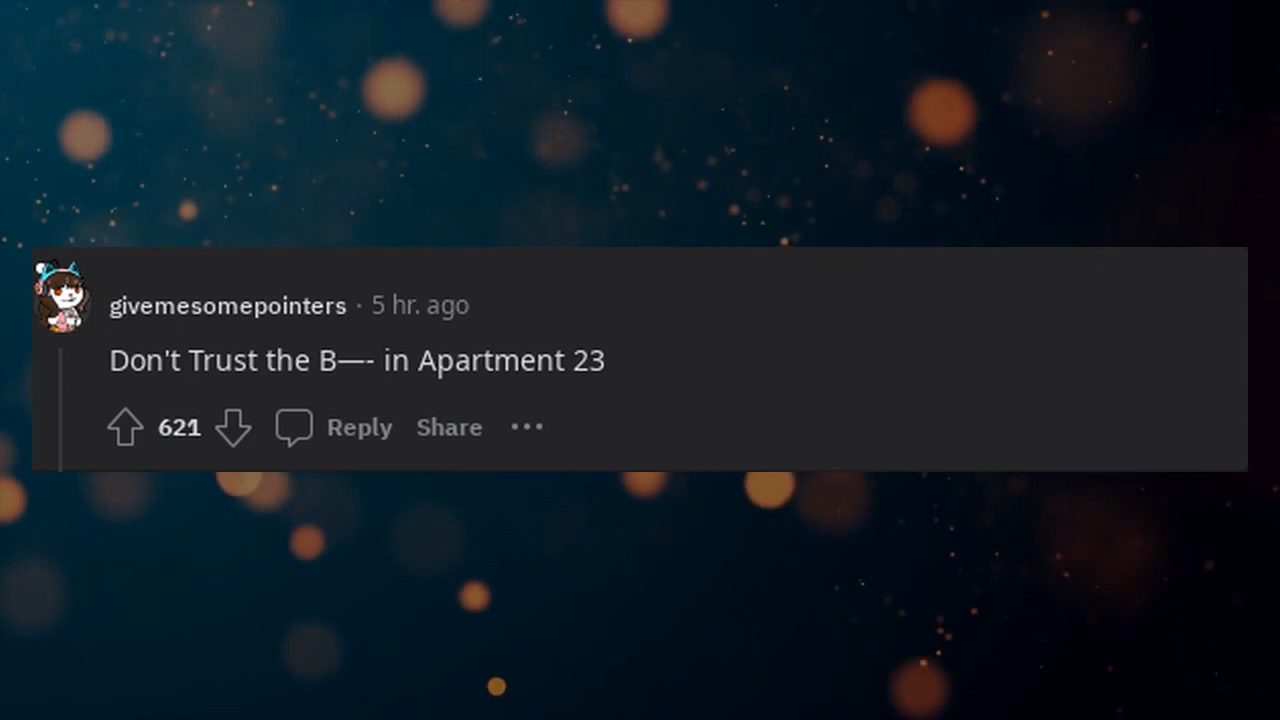 givemesomepointers · 5 hr. ago
Don't Trust the B—- in Apartment 23
621 Reply Share ...